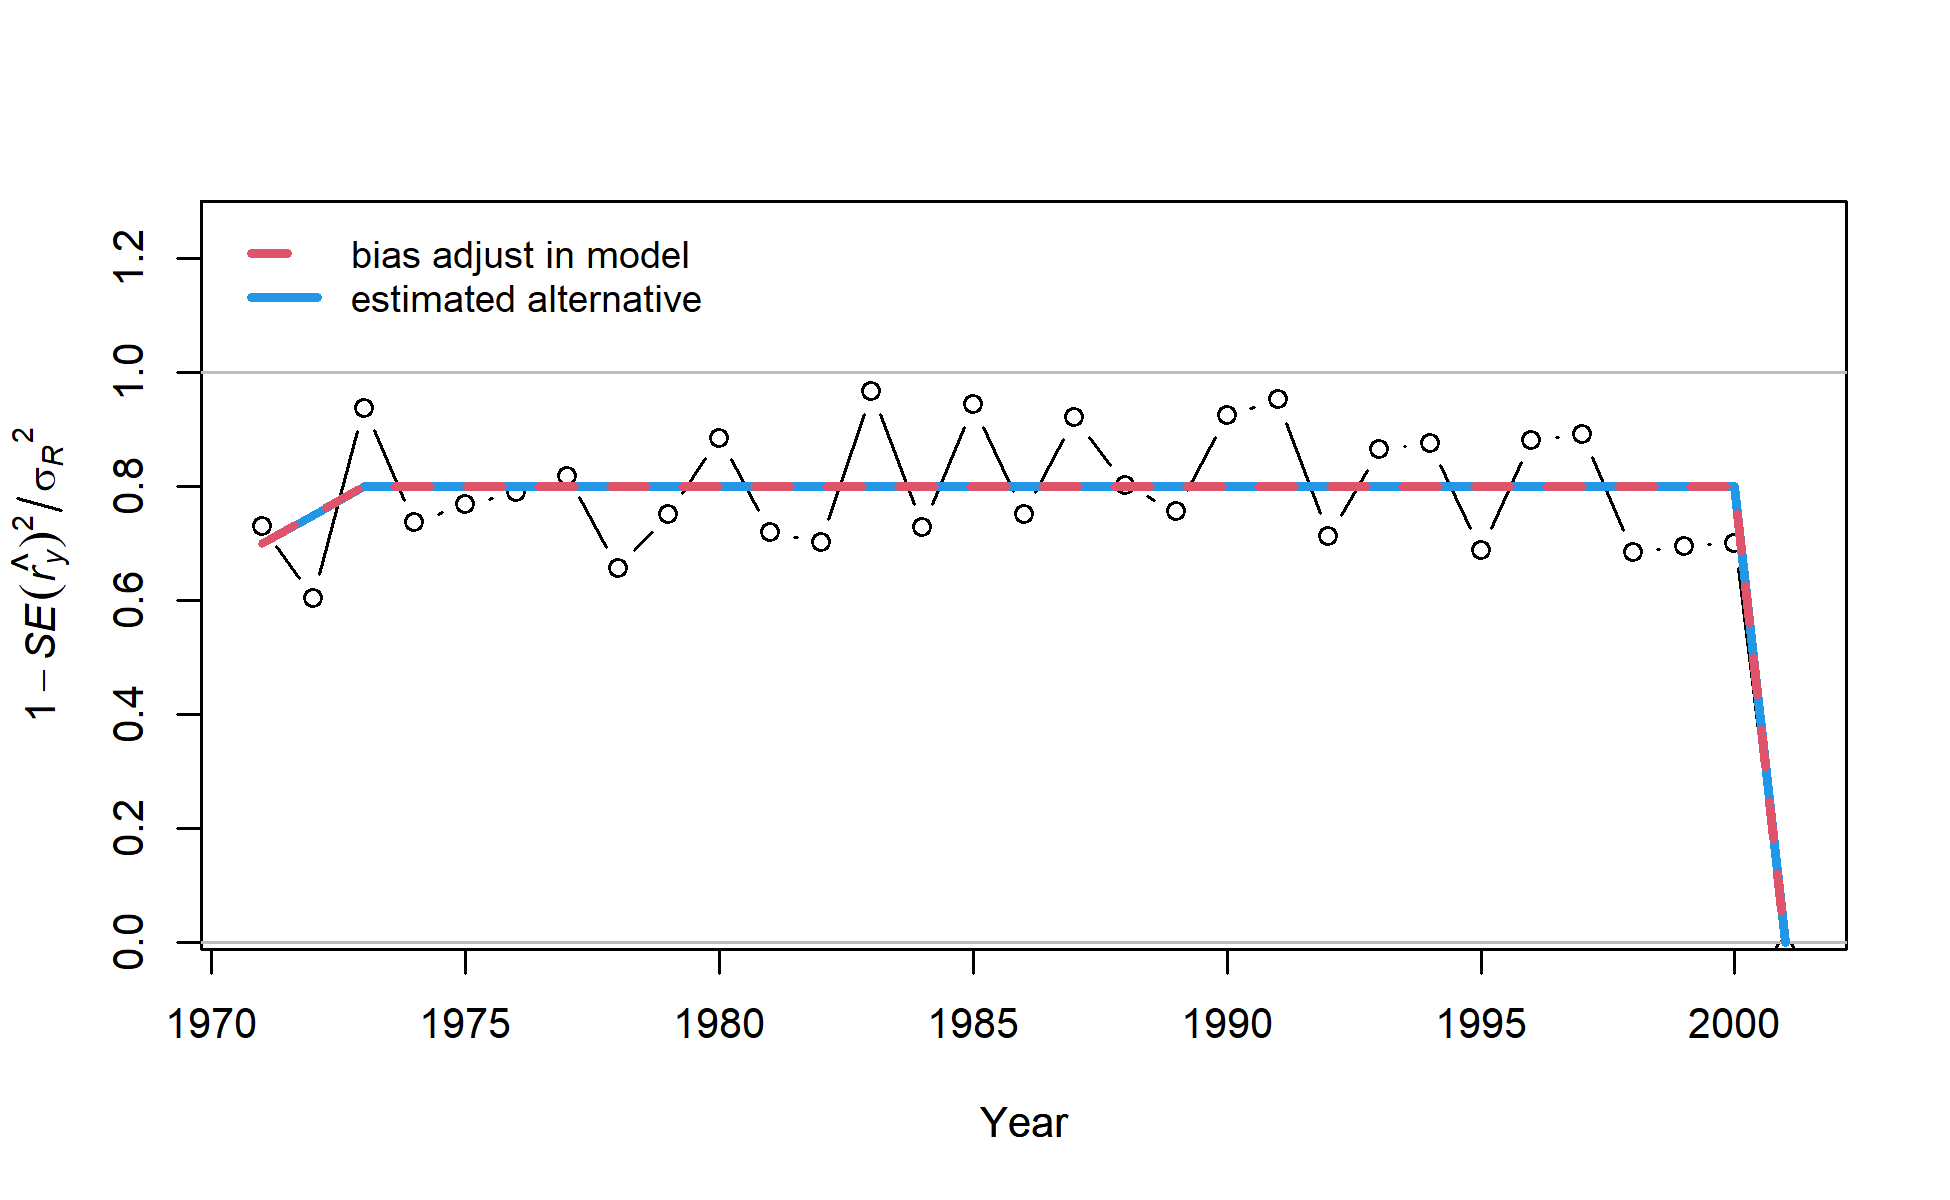 bias adjust in model
estimated alternative
1 − SE(r̂y)² / σR²
1.2
1.0
0.8
0.6
0.4
0.2
0.0
1970 1975 1980 1985 1990 1995 2000
Year